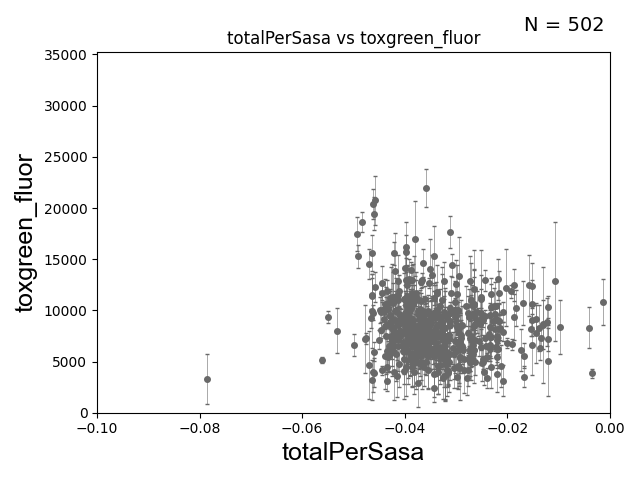 N = 502
totalPerSasa vs toxgreen_fluor
toxgreen_fluor
35000
30000
25000
20000
15000
10000
5000
0
−0.10 −0.08 −0.06 −0.04 −0.02 0.00
totalPerSasa